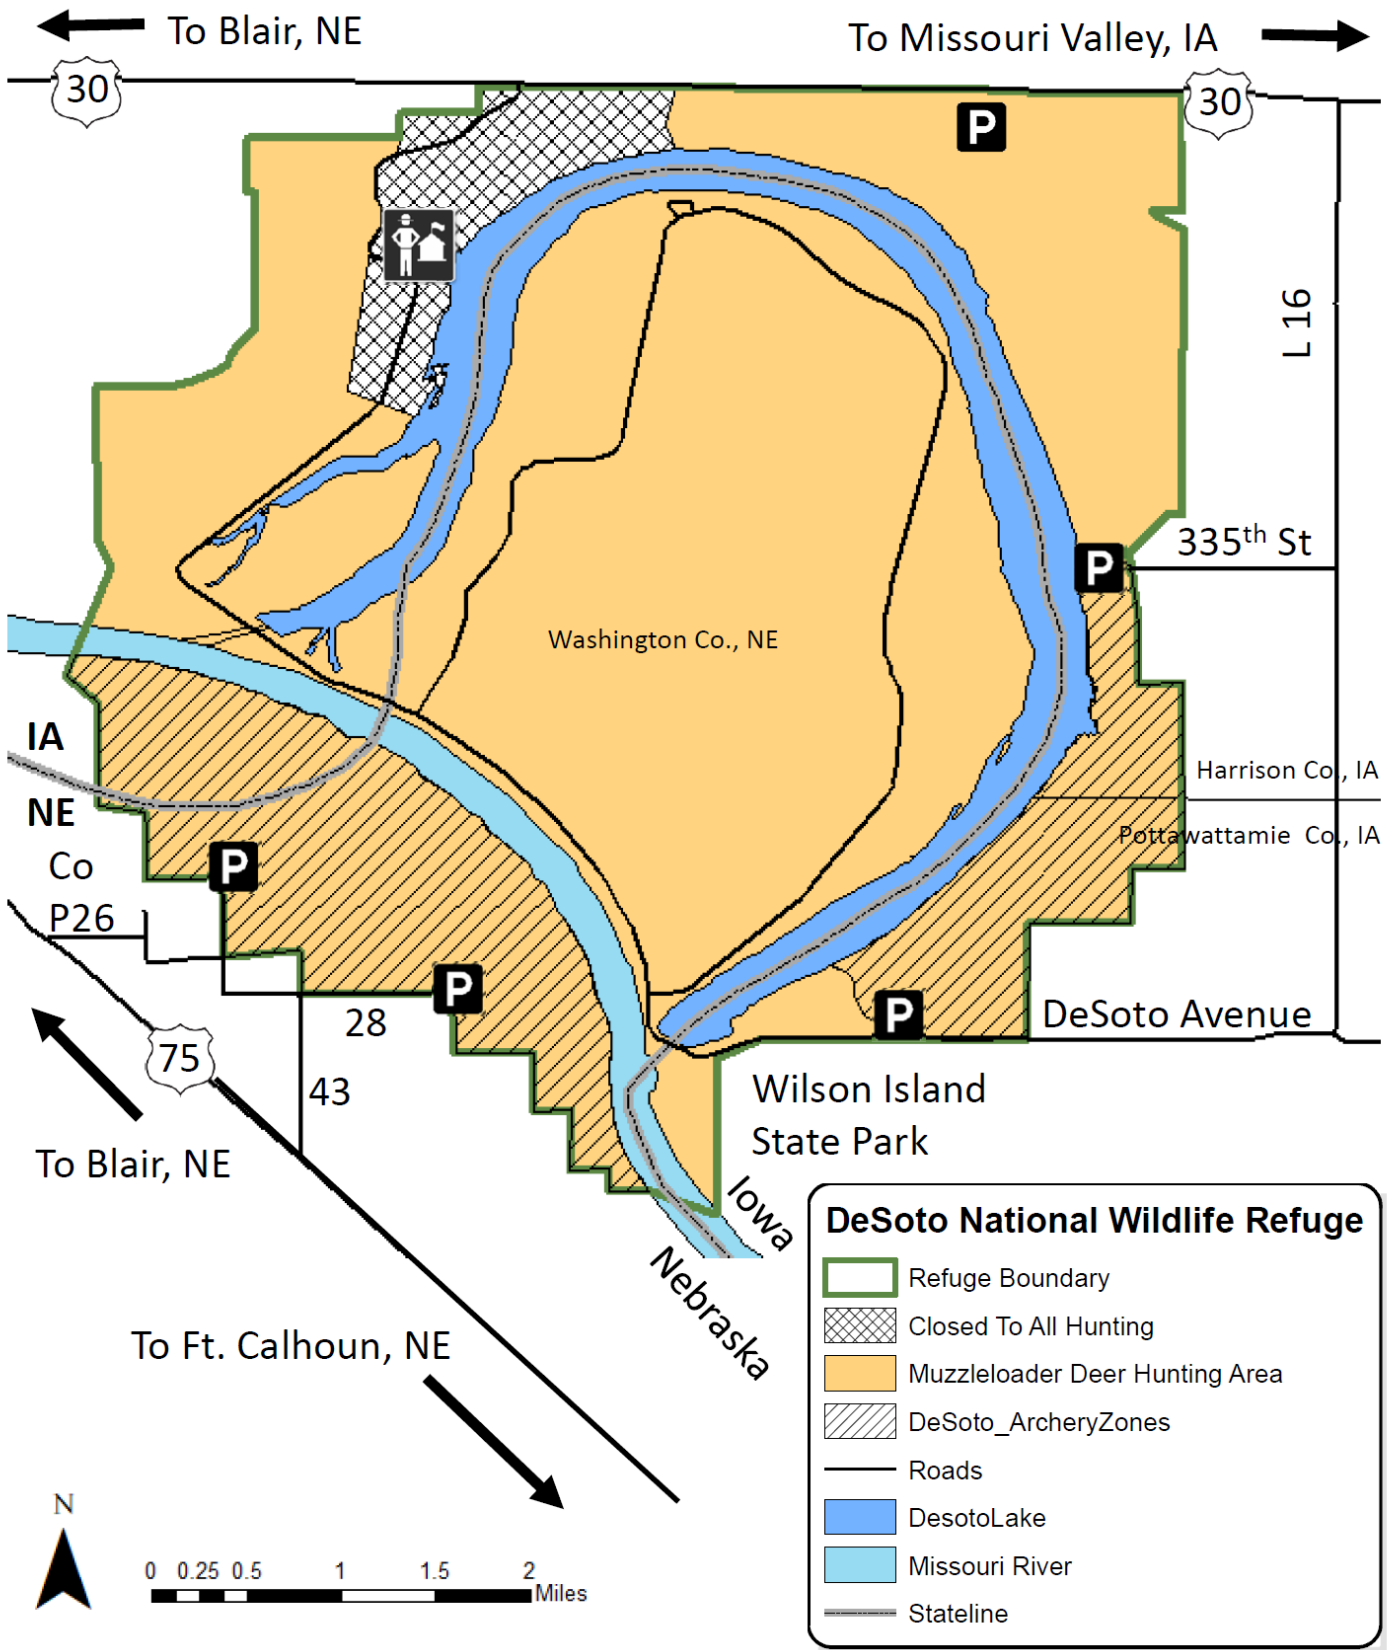 To Blair, NE
To Missouri Valley, IA
30
30
P
L 16
335th St
P
Washington Co., NE
IA
NE
Harrison Co., IA
Pottawattamie Co., IA
Co
P26
P
P
28
P
DeSoto Avenue
75
43
To Blair, NE
Wilson Island
State Park
Iowa
Nebraska
To Ft. Calhoun, NE
DeSoto National Wildlife Refuge
Refuge Boundary
Closed To All Hunting
Muzzleloader Deer Hunting Area
DeSoto_ArcheryZones
Roads
DesotoLake
Missouri River
Stateline
N
0 0.25 0.5 1 1.5 2
Miles